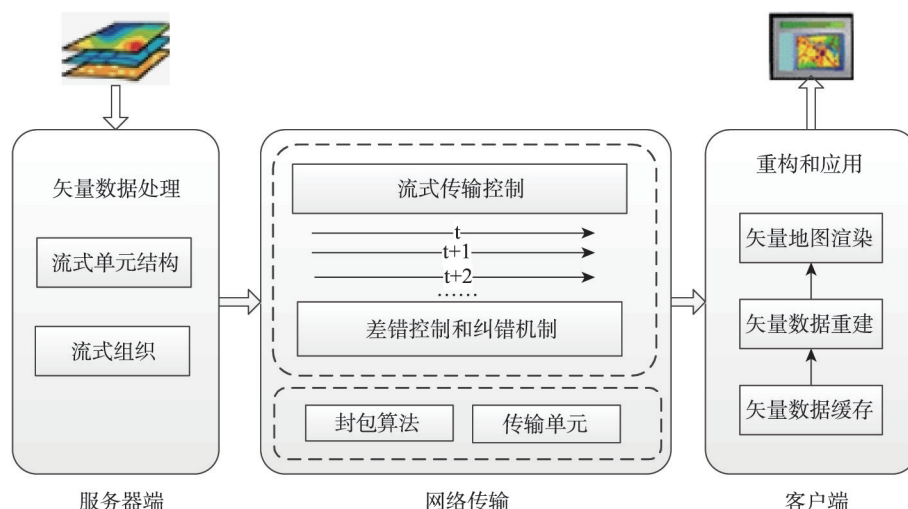 矢量数据处理
流式单元结构
流式组织
服务器端
流式传输控制
t
t+1
t+2
……
差错控制和纠错机制
封包算法
传输单元
网络传输
重构和应用
矢量地图渲染
矢量数据重建
矢量数据缓存
客户端